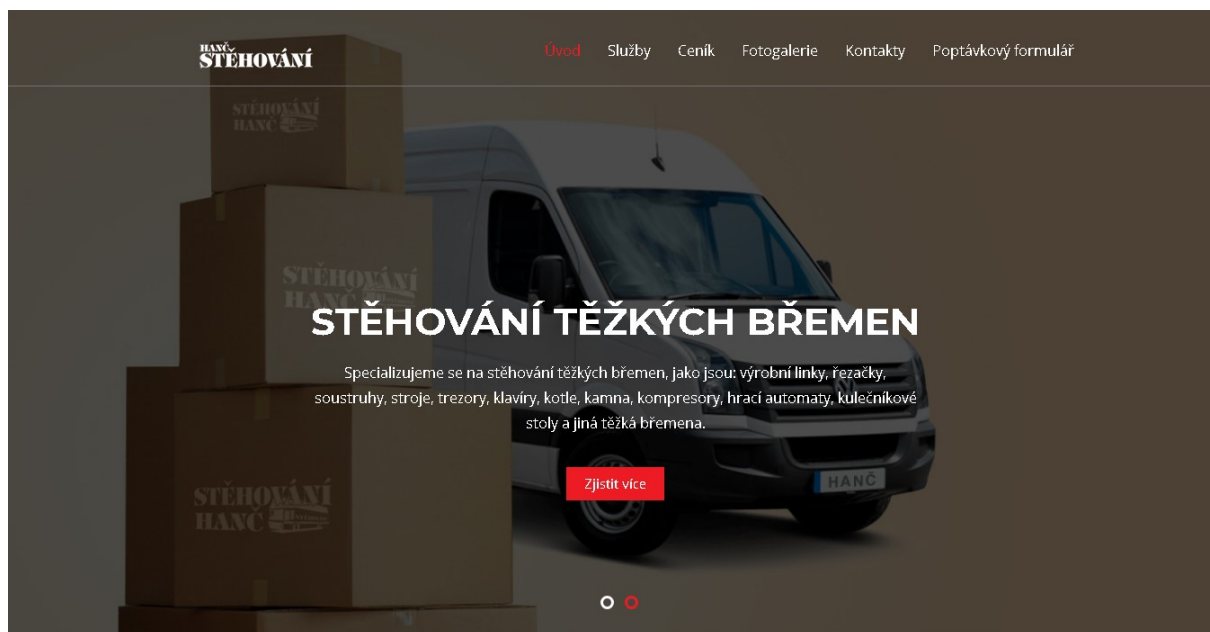 HANČ
STĚHOVÁNÍ
Úvod Služby Ceník Fotogalerie Kontakty Poptávkový formulář
STĚHOVÁNÍ
HANČ
STĚHOVÁNÍ
HANČ
STĚHOVÁNÍ TĚŽKÝCH BŘEMEN
Specializujeme se na stěhování těžkých břemen, jako jsou: výrobní linky, řezačky,
soustruhy, stroje, trezory, klavíry, kotle, kamna, kompresory, hrací automaty, kulečníkové
stoly a jiná těžká břemena.
Zjistit více
HANČ
STĚHOVÁNÍ
HANČ